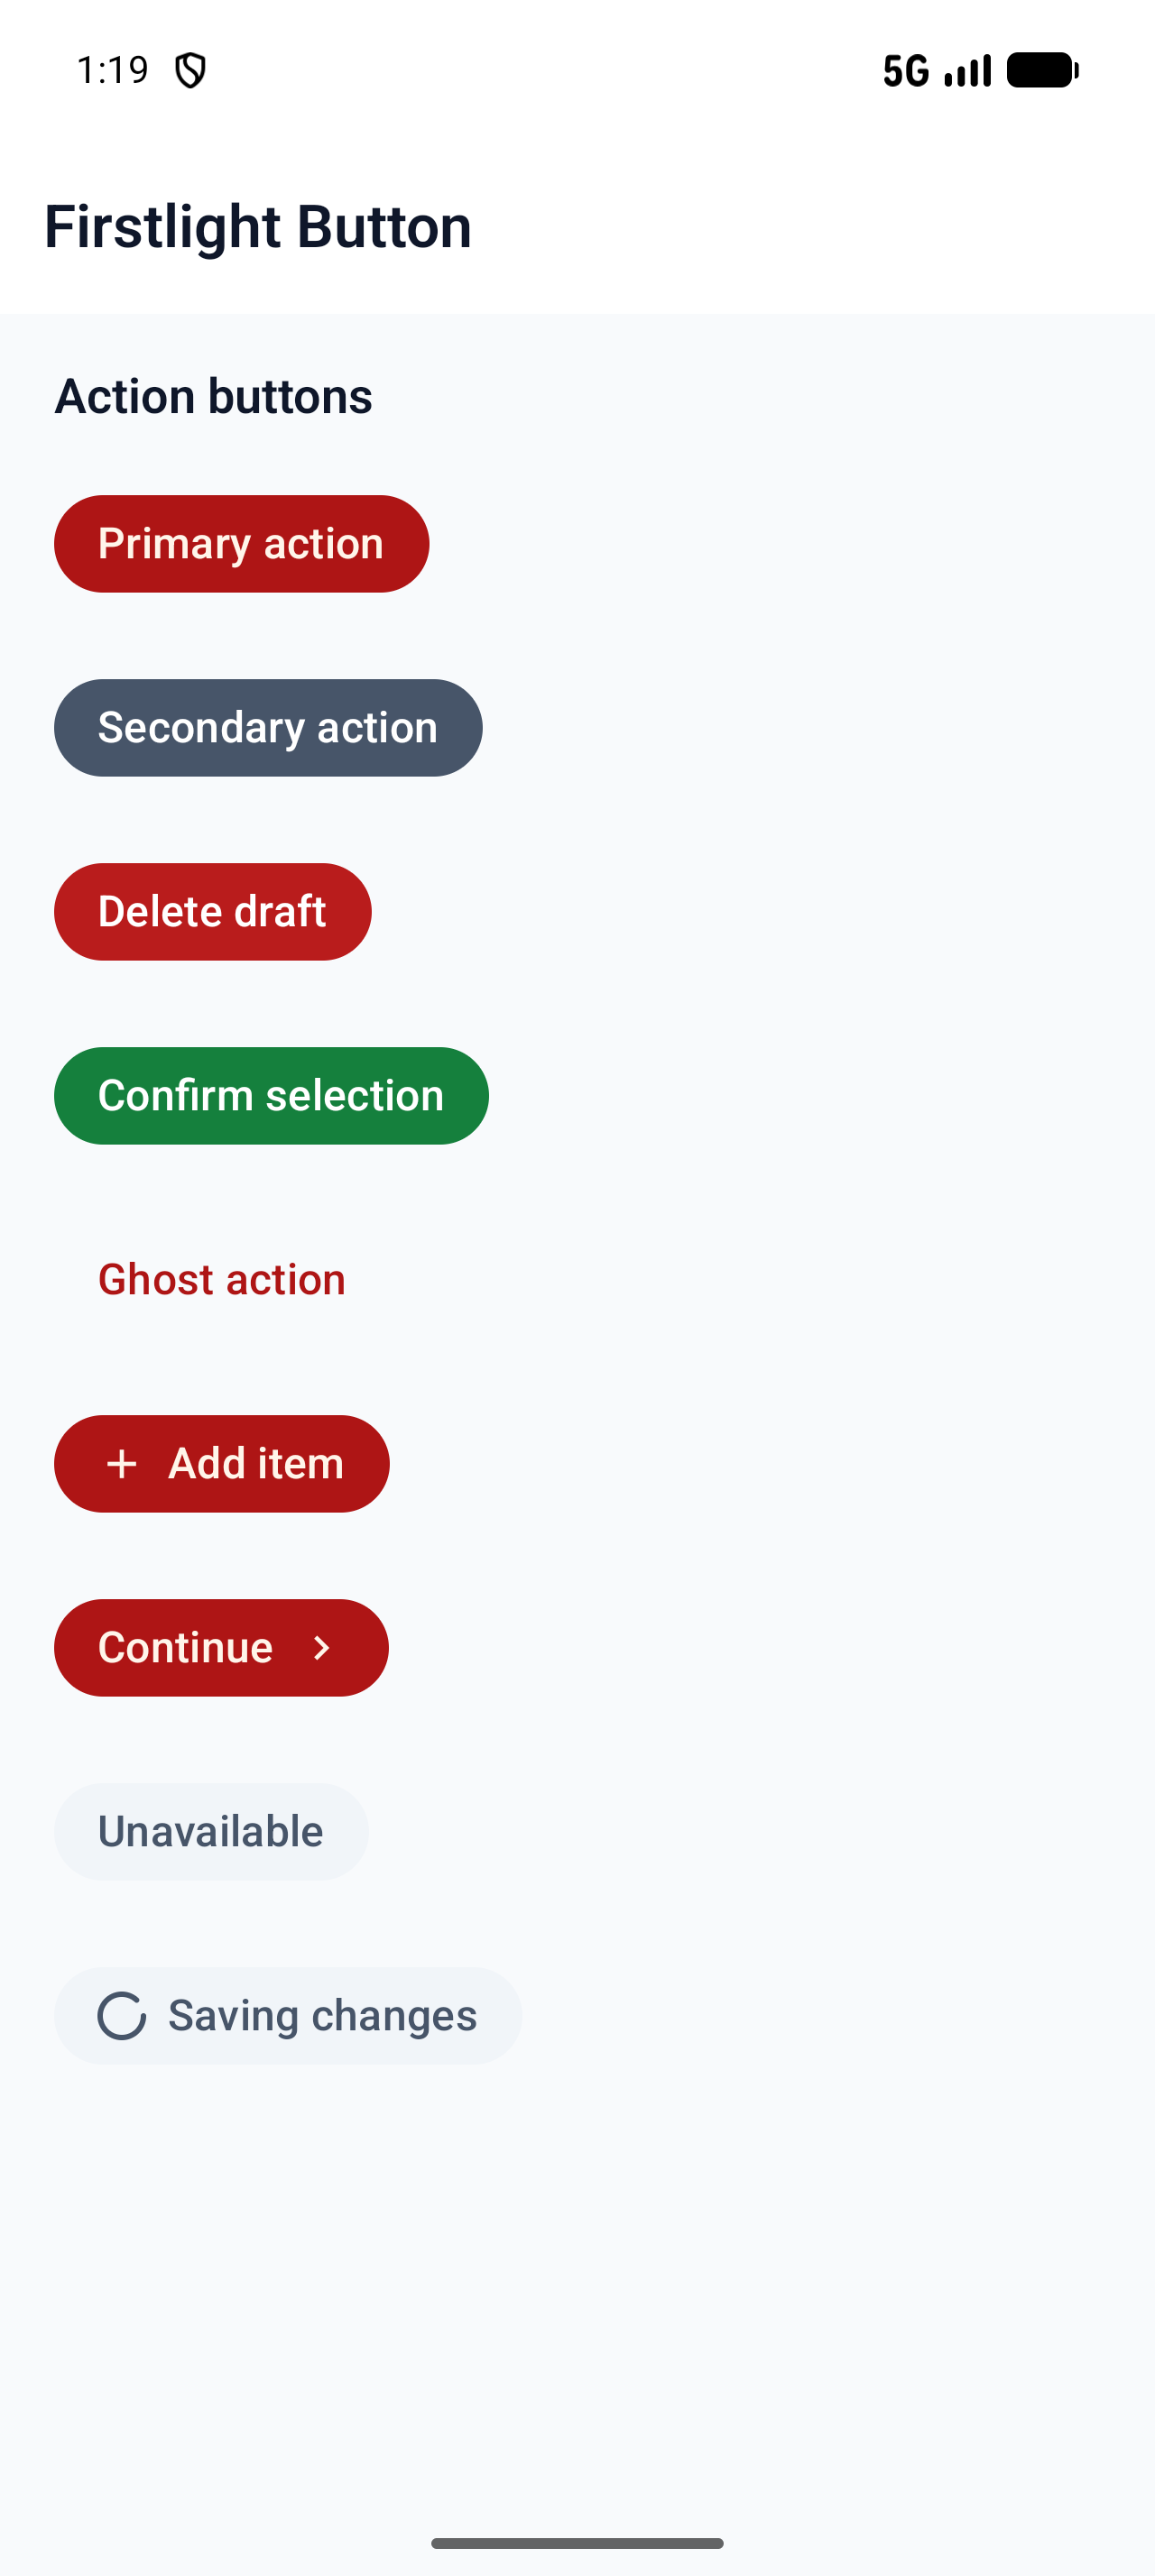 1:19 5G
Firstlight Button
Action buttons
Primary action
Secondary action
Delete draft
Confirm selection
Ghost action
Add item
Continue
Unavailable
Saving changes